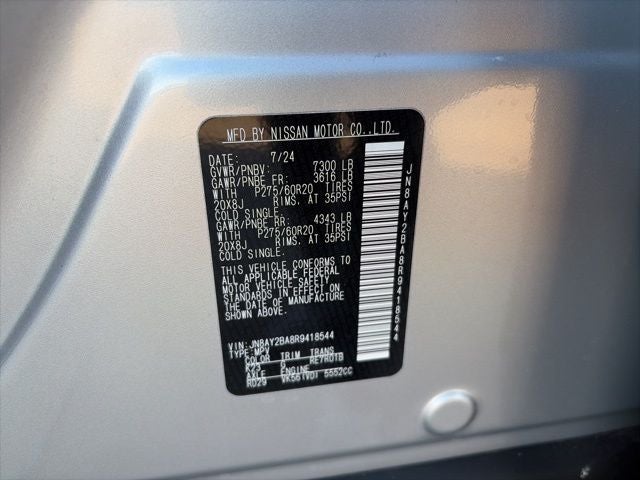 MFD BY NISSAN MOTOR CO.,LTD.
DATE: 7/24
GVWR/PNBV: 7300 LB
GAWR/PNBE FR: 3616 LB
WITH P275/60R20 TIRES
20X8J RIMS. AT 35PSI
COLD SINGLE.
GAWR/PNBE RR: 4343 LB
WITH P275/60R20 TIRES
20X8J RIMS. AT 35PSI
COLD SINGLE.
THIS VEHICLE CONFORMS TO
ALL APPLICABLE FEDERAL
MOTOR VEHICLE SAFETY
STANDARDS IN EFFECT ON
THE DATE OF MANUFACTURE
SHOWN ABOVE.
VIN: JN8AY2BA8R9418544
TYPE: MPV
COLOR TRIM TRANS
K23 G RE7R01B
AXLE ENGINE
RD29 VK56(VD) 5552CC
JN8AY2BA8R9418544